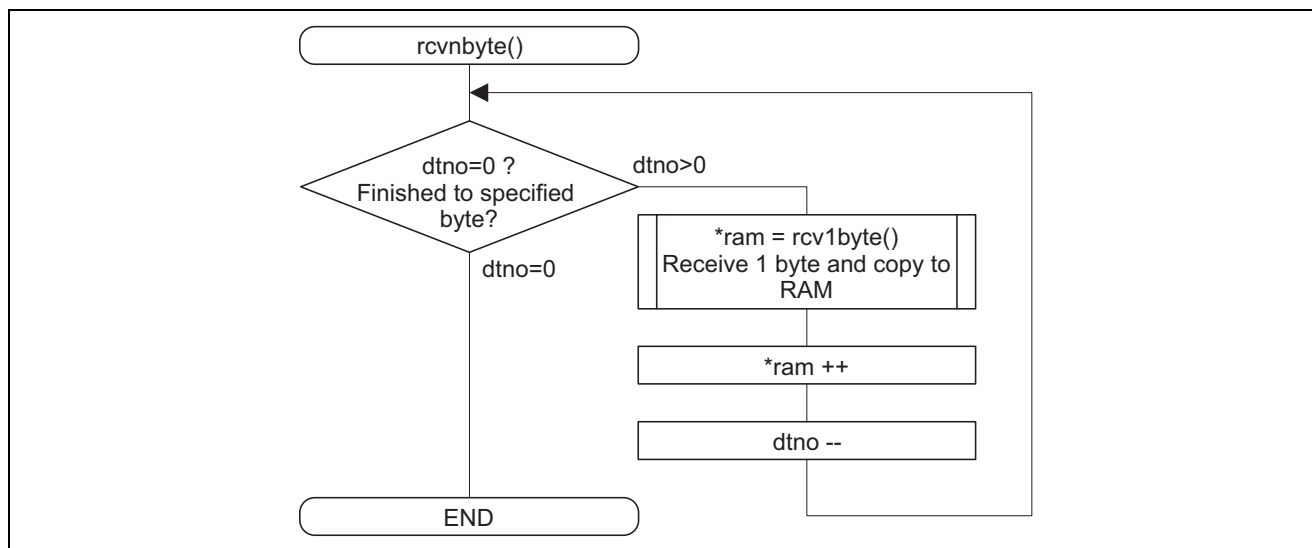 rcvnbyte()
dtno=0 ?
Finished to specified
byte?
dtno>0
dtno=0
*ram = rcv1byte()
Receive 1 byte and copy to
RAM
*ram ++
dtno --
END